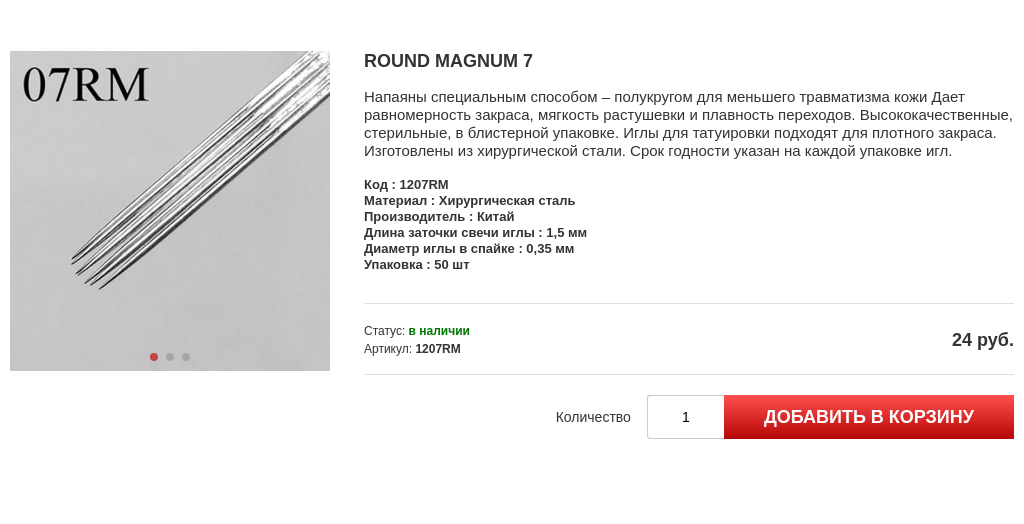 07RM
ROUND MAGNUM 7
Напаяны специальным способом – полукругом для меньшего травматизма кожи Дает
равномерность закраса, мягкость растушевки и плавность переходов. Высококачественные,
стерильные, в блистерной упаковке. Иглы для татуировки подходят для плотного закраса.
Изготовлены из хирургической стали. Срок годности указан на каждой упаковке игл.
Код : 1207RM
Материал : Хирургическая сталь
Производитель : Китай
Длина заточки свечи иглы : 1,5 мм
Диаметр иглы в спайке : 0,35 мм
Упаковка : 50 шт
Статус: в наличии
Артикул: 1207RM
24 руб.
Количество 1 ДОБАВИТЬ В КОРЗИНУ